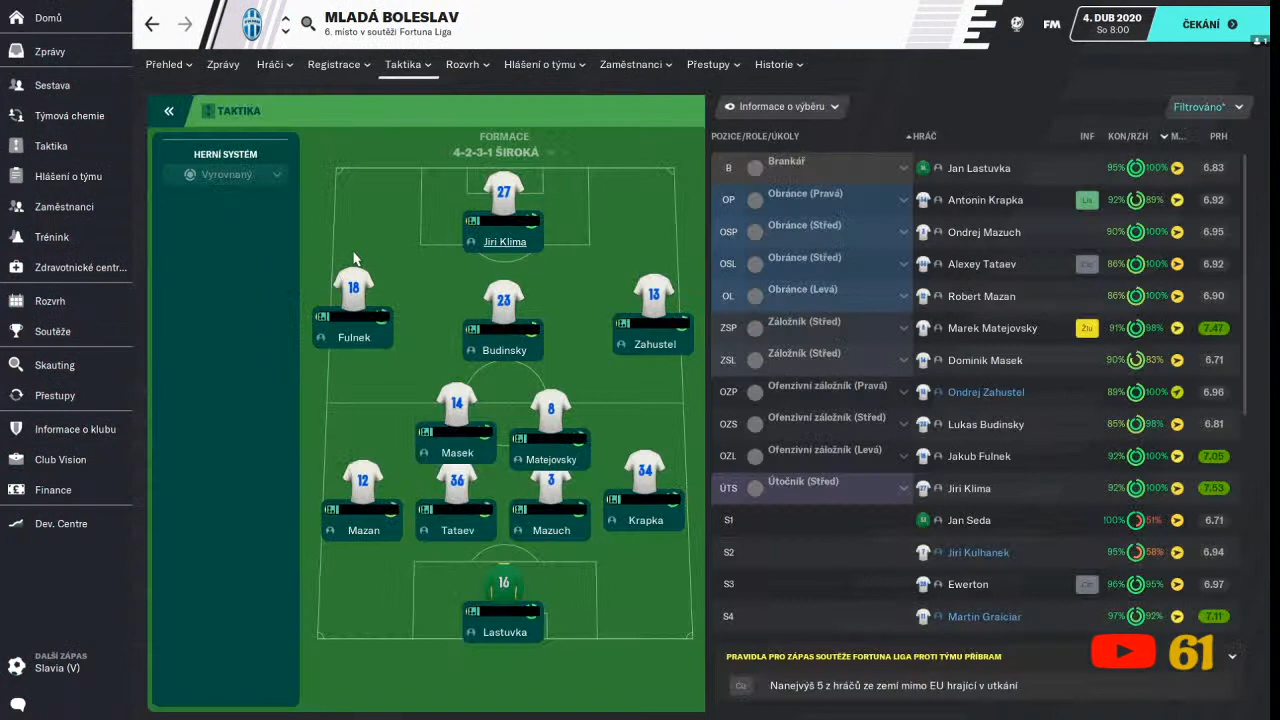 Domů
Zprávy
Sestava
Týmová chemie
Taktika
Hlášení o týmu
Zaměstnanci
Trénink
Zdravotnické centr...
Rozvrh
Soutěže
Skauting
Přestupy
Informace o klubu
Club Vision
Finance
Dev. Centre
DALŠÍ ZÁPAS
Slavia (V)
MLADÁ BOLESLAV
6. místo v soutěži Fortuna Liga
FM
4. DUB 2020
So 8:00
ČEKÁNÍ
1
Přehled Zprávy Hráči Registrace Taktika Rozvrh Hlášení o týmu Zaměstnanci Přestupy Historie
TAKTIKA
HERNÍ SYSTÉM
Vyrovnaný
FORMACE
4-2-3-1 ŠIROKÁ
27
Jiri Klima
18
Fulnek
23
Budinsky
13
Zahustel
14
Masek
8
Matejovsky
12
Mazan
36
Tataev
3
Mazuch
34
Krapka
16
Lastuvka
Informace o výběru
Filtrováno*
POZICE/ROLE/ÚKOLY HRÁČ INF KON/RZH M... PRH
B Brankář Jan Lastuvka 95% 100% 6.83
OP Obránce (Pravá) Antonin Krapka Lis 92% 89% 6.92
OSP Obránce (Střed) Ondrej Mazuch 90% 100% 6.95
OSL Obránce (Střed) Alexey Tataev Ciz 86% 100% 6.92
OL Obránce (Levá) Robert Mazan 86% 100% 6.90
ZSP Záložník (Střed) Marek Matejovsky Žlu 91% 98% 7.47
ZSL Záložník (Střed) Dominik Masek 90% 83% 6.71
OZP Ofenzivní záložník (Pravá) Ondrej Zahustel 89% 100% 6.96
OZS Ofenzivní záložník (Střed) Lukas Budinsky 85% 98% 6.81
OZL Ofenzivní záložník (Levá) Jakub Fulnek 92% 100% 7.05
ÚTS Útočník (Střed) Jiri Klima 92% 100% 7.53
S1 Jan Seda 100% 51% 6.71
S2 Jiri Kulhanek 95% 58% 6.94
S3 Ewerton Ciz 96% 95% 6.97
S4 Martin Graiciar 97% 92% 7.11
PRAVIDLA PRO ZÁPAS SOUTĚŽE FORTUNA LIGA PROTI TÝMU PŘÍBRAM
Ciz Nanejvýš 5 z hráčů ze zemí mimo EU hrající v utkání
61